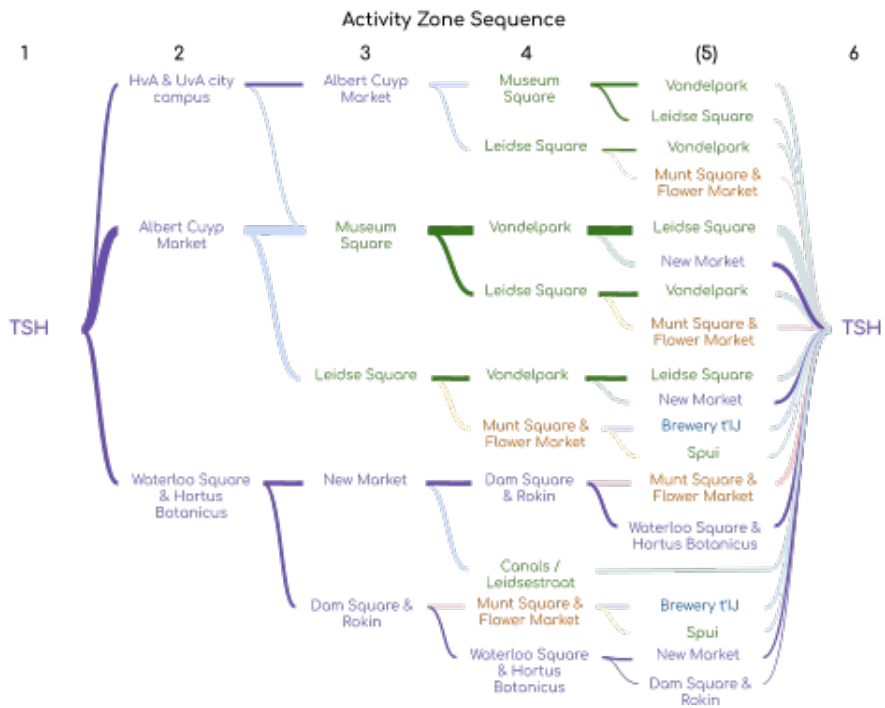 Activity Zone Sequence
1 2 3 4 (5) 6
HvA & UvA city
campus
Albert Cuyp
Market
Museum
Square
Vondelpark
Leidse Square
Leidse Square
Vondelpark
Munt Square &
Flower Market
Albert Cuyp
Market
Museum
Square
Vondelpark
Leidse Square
New Market
Leidse Square
Vondelpark
Munt Square &
Flower Market
TSH
TSH
Leidse Square
Vondelpark
Leidse Square
New Market
Munt Square &
Flower Market
Brewery t'IJ
Spui
Waterloo Square
& Hortus
Botanicus
New Market
Dam Square
& Rokin
Munt Square &
Flower Market
Waterloo Square &
Hortus Botanicus
Canals /
Leidsestraat
Dam Square &
Rokin
Munt Square &
Flower Market
Brewery t'IJ
Spui
Waterloo Square
& Hortus
Botanicus
New Market
Dam Square &
Rokin